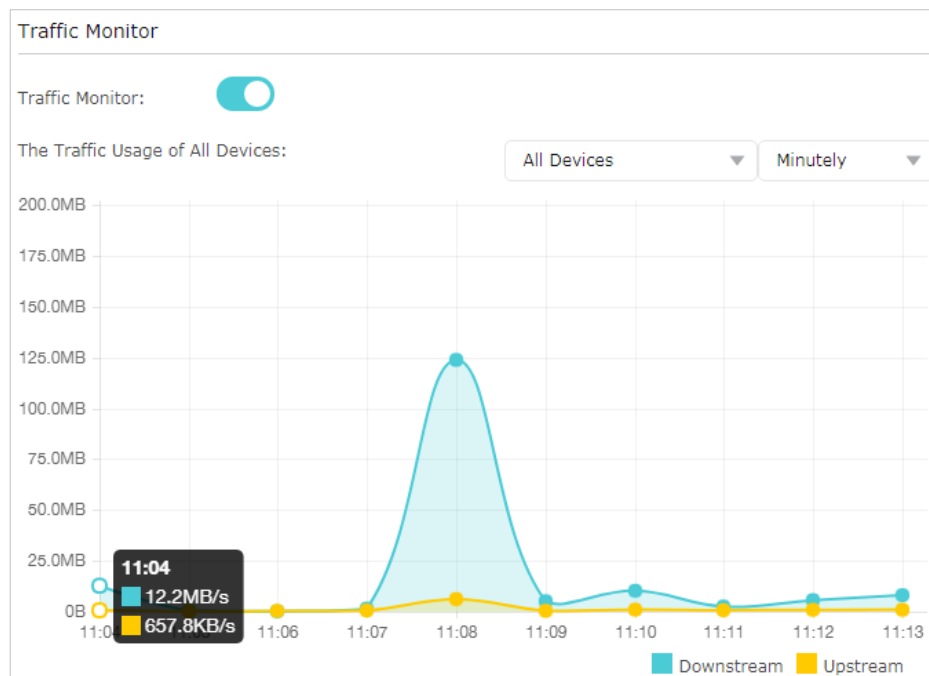 Traffic Monitor
Traffic Monitor:
The Traffic Usage of All Devices:
All Devices
Minutely
200.0MB
175.0MB
150.0MB
125.0MB
100.0MB
75.0MB
50.0MB
25.0MB
0B
11:04
12.2MB/s
657.8KB/s
11:04 11:06 11:07 11:08 11:09 11:10 11:11 11:12 11:13
Downstream Upstream